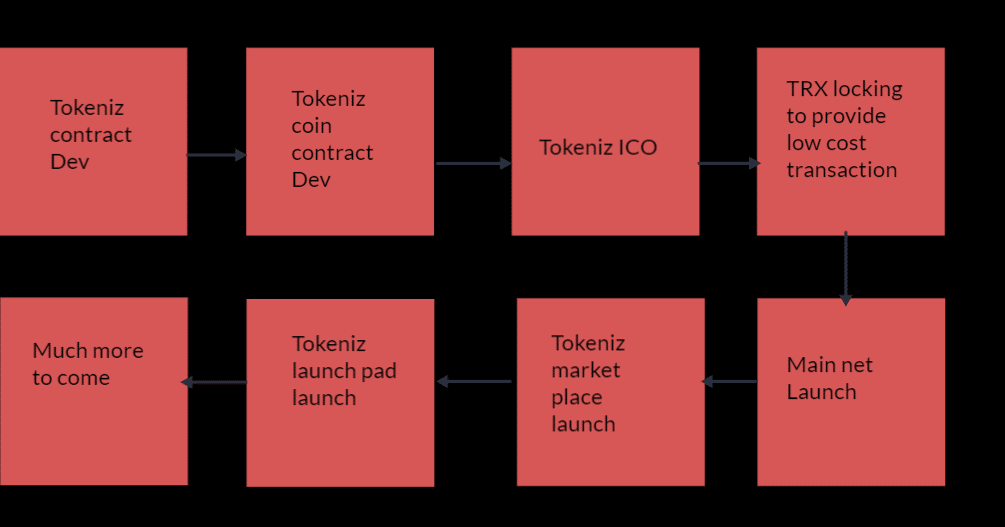 Tokeniz
contract
Dev
Tokeniz
coin
contract
Dev
Tokeniz ICO
TRX locking
to provide
low cost
transaction
Main net
Launch
Tokeniz
market
place
launch
Tokeniz
launch pad
launch
Much more
to come